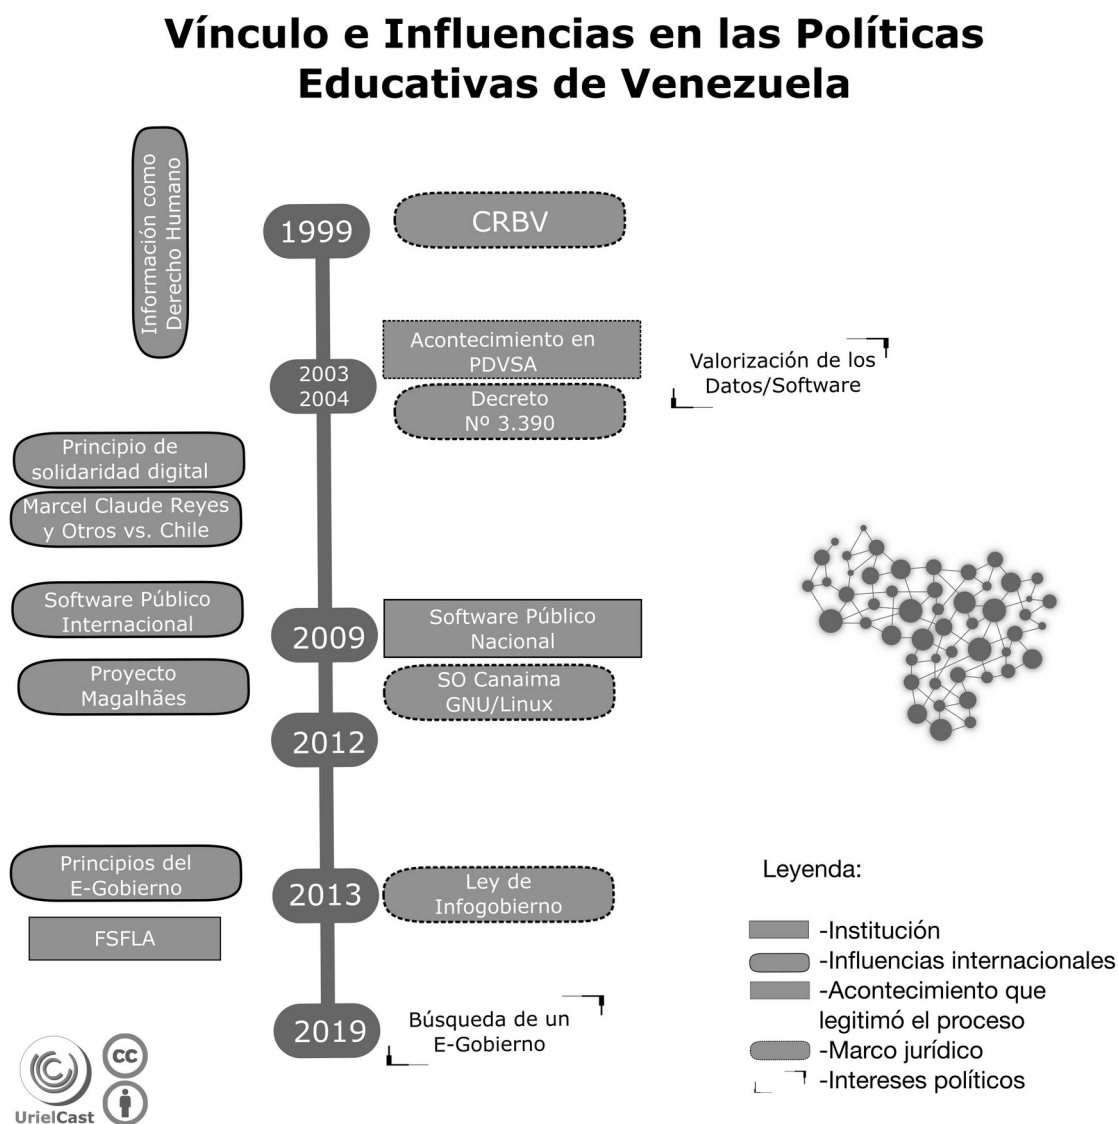 Vínculo e Influencias en las Políticas
Educativas de Venezuela
Información como
Derecho Humano
1999
CRBV
2003
2004
Acontecimiento en
PDVSA
Decreto
Nº 3.390
Valorización de los
Datos/Software
Principio de
solidaridad digital
Marcel Claude Reyes
y Otros vs. Chile
Software Público
Internacional
Proyecto
Magalhães
2009
Software Público
Nacional
SO Canaima
GNU/Linux
2012
Principios del
E-Gobierno
FSFLA
2013
Ley de
Infogobierno
2019
Búsqueda de un
E-Gobierno
Leyenda:
-Institución
-Influencias internacionales
-Acontecimiento que
legitimó el proceso
-Marco jurídico
-Intereses políticos
UrielCast
cc